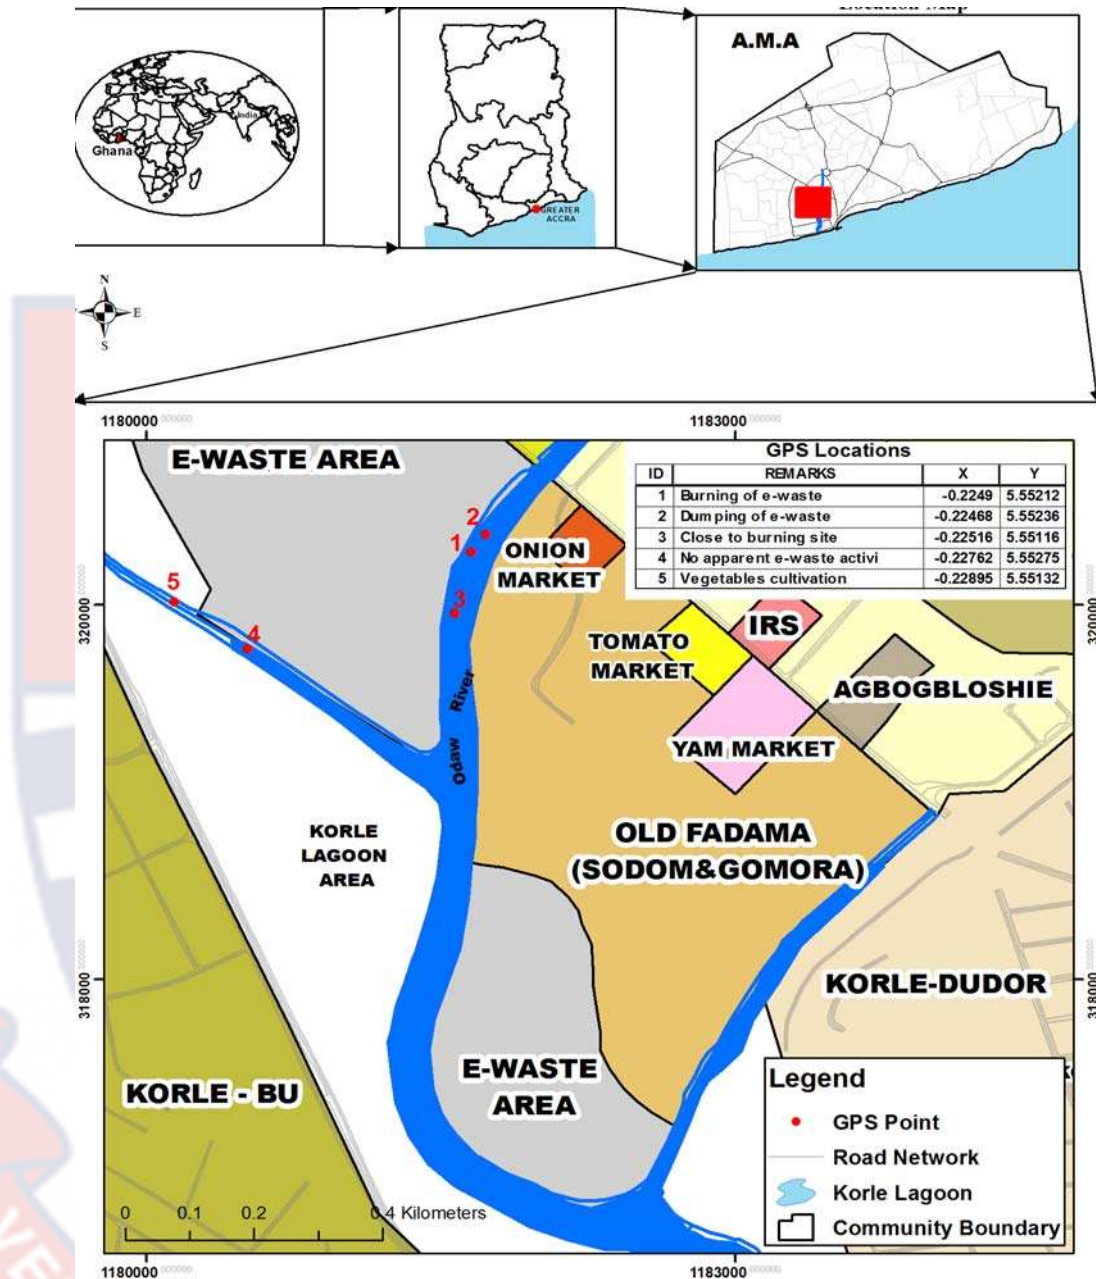 A.M.A
India
Ghana
GREATER
ACCRA
N
E
S
1180000
1183000
E-WASTE AREA
GPS Locations
ID REMARKS X Y
1 Burning of e-waste -0.2249 5.55212
2 Dumping of e-waste -0.22468 5.55236
3 Close to burning site -0.22516 5.55116
4 No apparent e-waste activi -0.22762 5.55275
5 Vegetables cultivation -0.22895 5.55132
2
1
ONION
MARKET
5
3
320000
320000
4
IRS
TOMATO
MARKET
AGBOGBLOSHIE
Odaw River
YAM MARKET
KORLE
LAGOON
AREA
OLD FADAMA
(SODOM&GOMORA)
318000
318000
KORLE-DUDOR
E-WASTE
AREA
KORLE - BU
Legend
GPS Point
Road Network
Korle Lagoon
Community Boundary
0 0.1 0.2 0.4 Kilometers
1180000
1183000